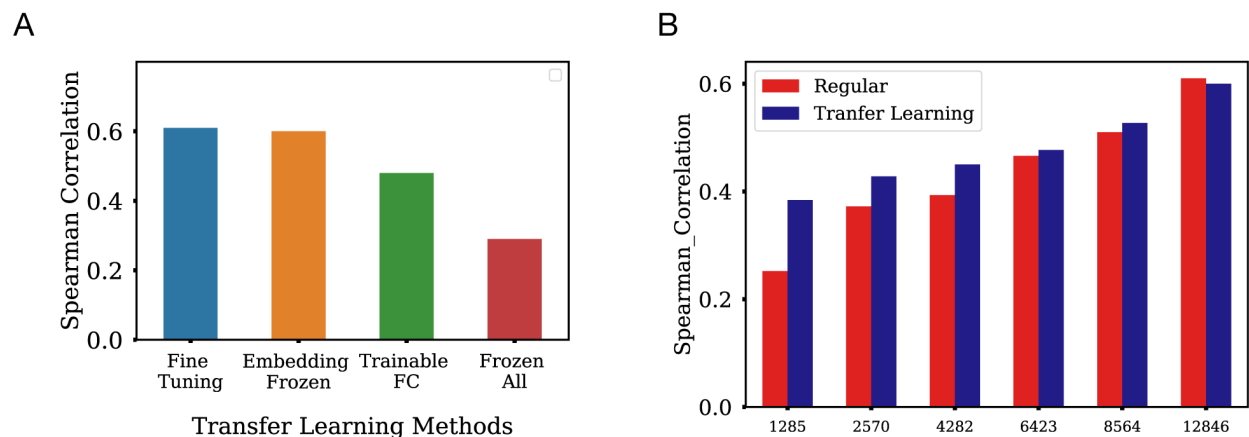 A
Spearman Correlation
0.6
0.4
0.2
0.0
Fine Tuning
Embedding Frozen
Trainable FC
Frozen All
Transfer Learning Methods
B
Spearman_Correlation
0.6
0.4
0.2
0.0
Regular
Tranfer Learning
1285 2570 4282 6423 8564 12846